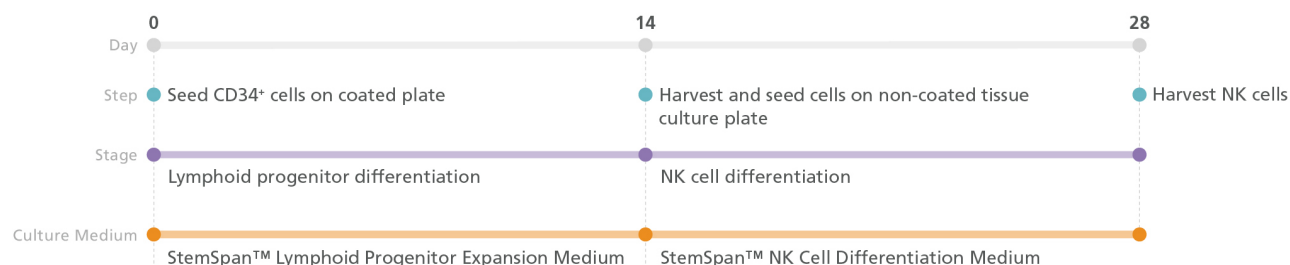 0 14 28
Day
Step Seed CD34⁺ cells on coated plate Harvest and seed cells on non-coated tissue Harvest NK cells
culture plate
Stage
Lymphoid progenitor differentiation NK cell differentiation
Culture Medium
StemSpan™ Lymphoid Progenitor Expansion Medium StemSpan™ NK Cell Differentiation Medium